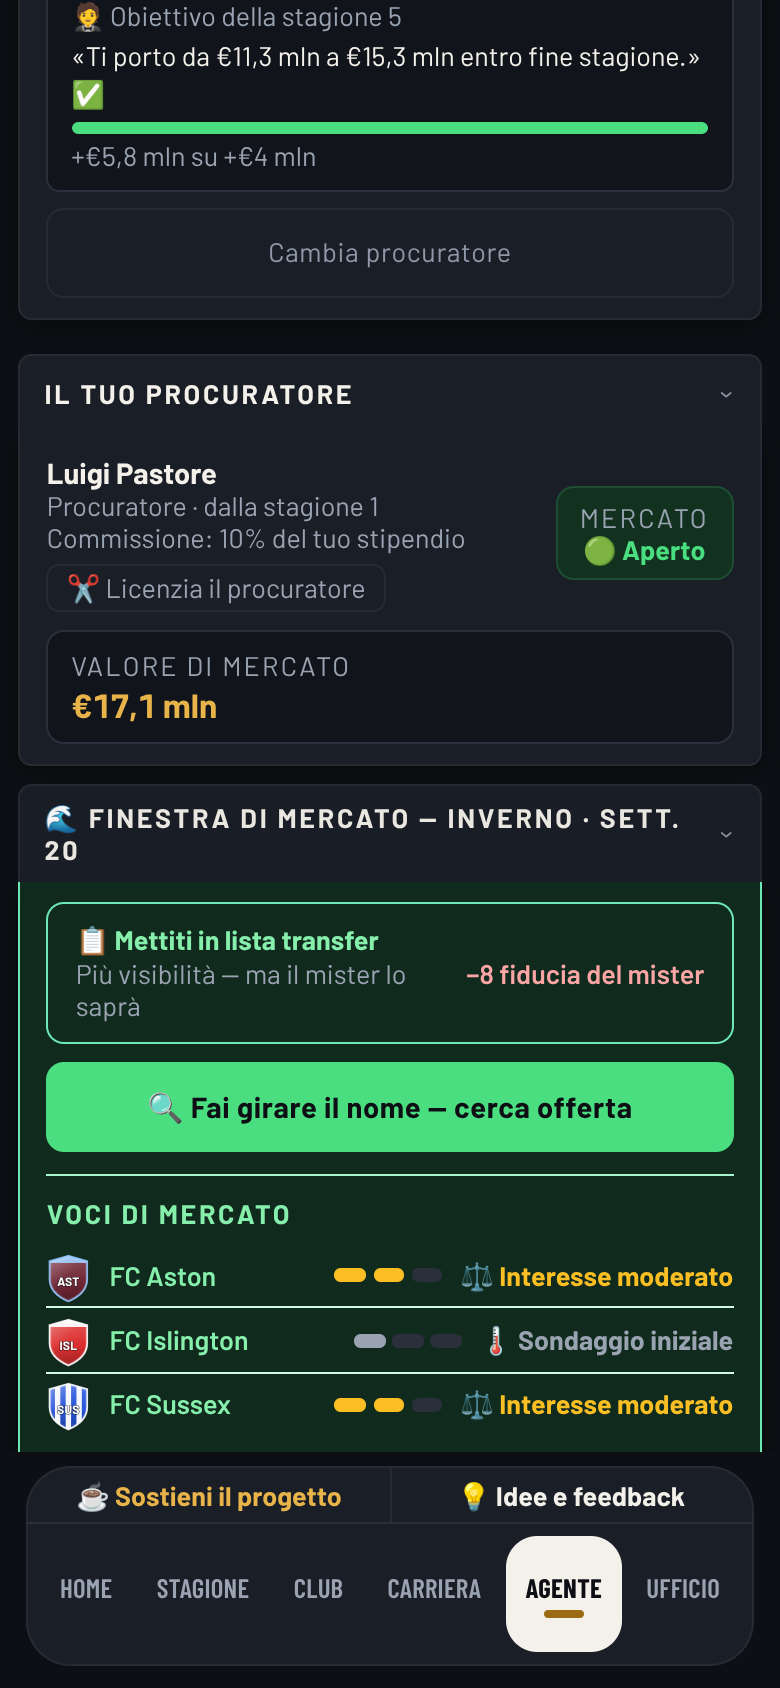 Obiettivo della stagione 5
«Ti porto da €11,3 mln a €15,3 mln entro fine stagione.»
+€5,8 mln su +€4 mln
Cambia procuratore
IL TUO PROCURATORE
Luigi Pastore
Procuratore · dalla stagione 1
Commissione: 10% del tuo stipendio
Licenzia il procuratore
MERCATO
Aperto
VALORE DI MERCATO
€17,1 mln
FINESTRA DI MERCATO — INVERNO · SETT.
20
Mettiti in lista transfer
Più visibilità — ma il mister lo
saprà
−8 fiducia del mister
Fai girare il nome — cerca offerta
VOCI DI MERCATO
AST FC Aston Interesse moderato
ISL FC Islington Sondaggio iniziale
SUS FC Sussex Interesse moderato
Sostieni il progetto Idee e feedback
HOME STAGIONE CLUB CARRIERA AGENTE UFFICIO